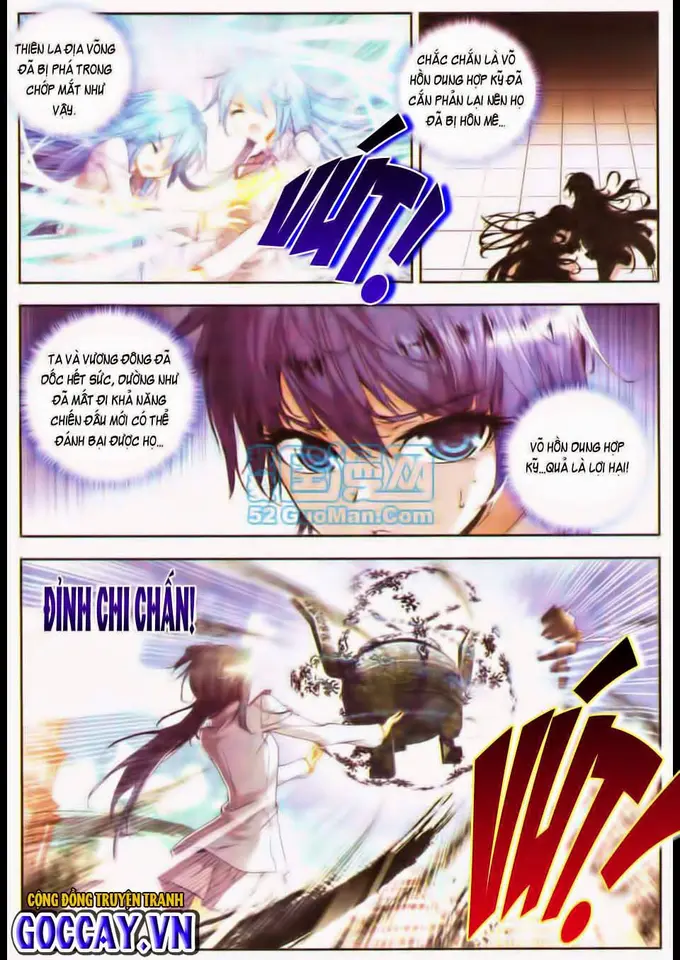 THIÊN LA ĐỊA VÕNG
ĐÃ BỊ PHÁ TRONG
CHỚP MẮT NHƯ
VẬY.
CHẮC CHẮN LÀ VÕ
HỒN DUNG HỢP KỸ ĐÃ
CẮN PHẢN LẠI NÊN HỌ
ĐÃ BỊ HÔN MÊ...
VÚT!
TA VÀ VƯƠNG ĐÔNG ĐÃ
DỐC HẾT SỨC, DƯỜNG NHƯ
ĐÃ MẤT ĐI KHẢ NĂNG
CHIẾN ĐẤU MỚI CÓ THỂ
ĐÁNH BẠI ĐƯỢC HỌ...
VÕ HỒN DUNG HỢP
KỸ...QUẢ LÀ LỢI HẠI!
52 GuoMan.Com
ĐỈNH CHI CHẤN!
VÚT!
CỘNG ĐỒNG TRUYỆN TRANH
GOCCAY.VN